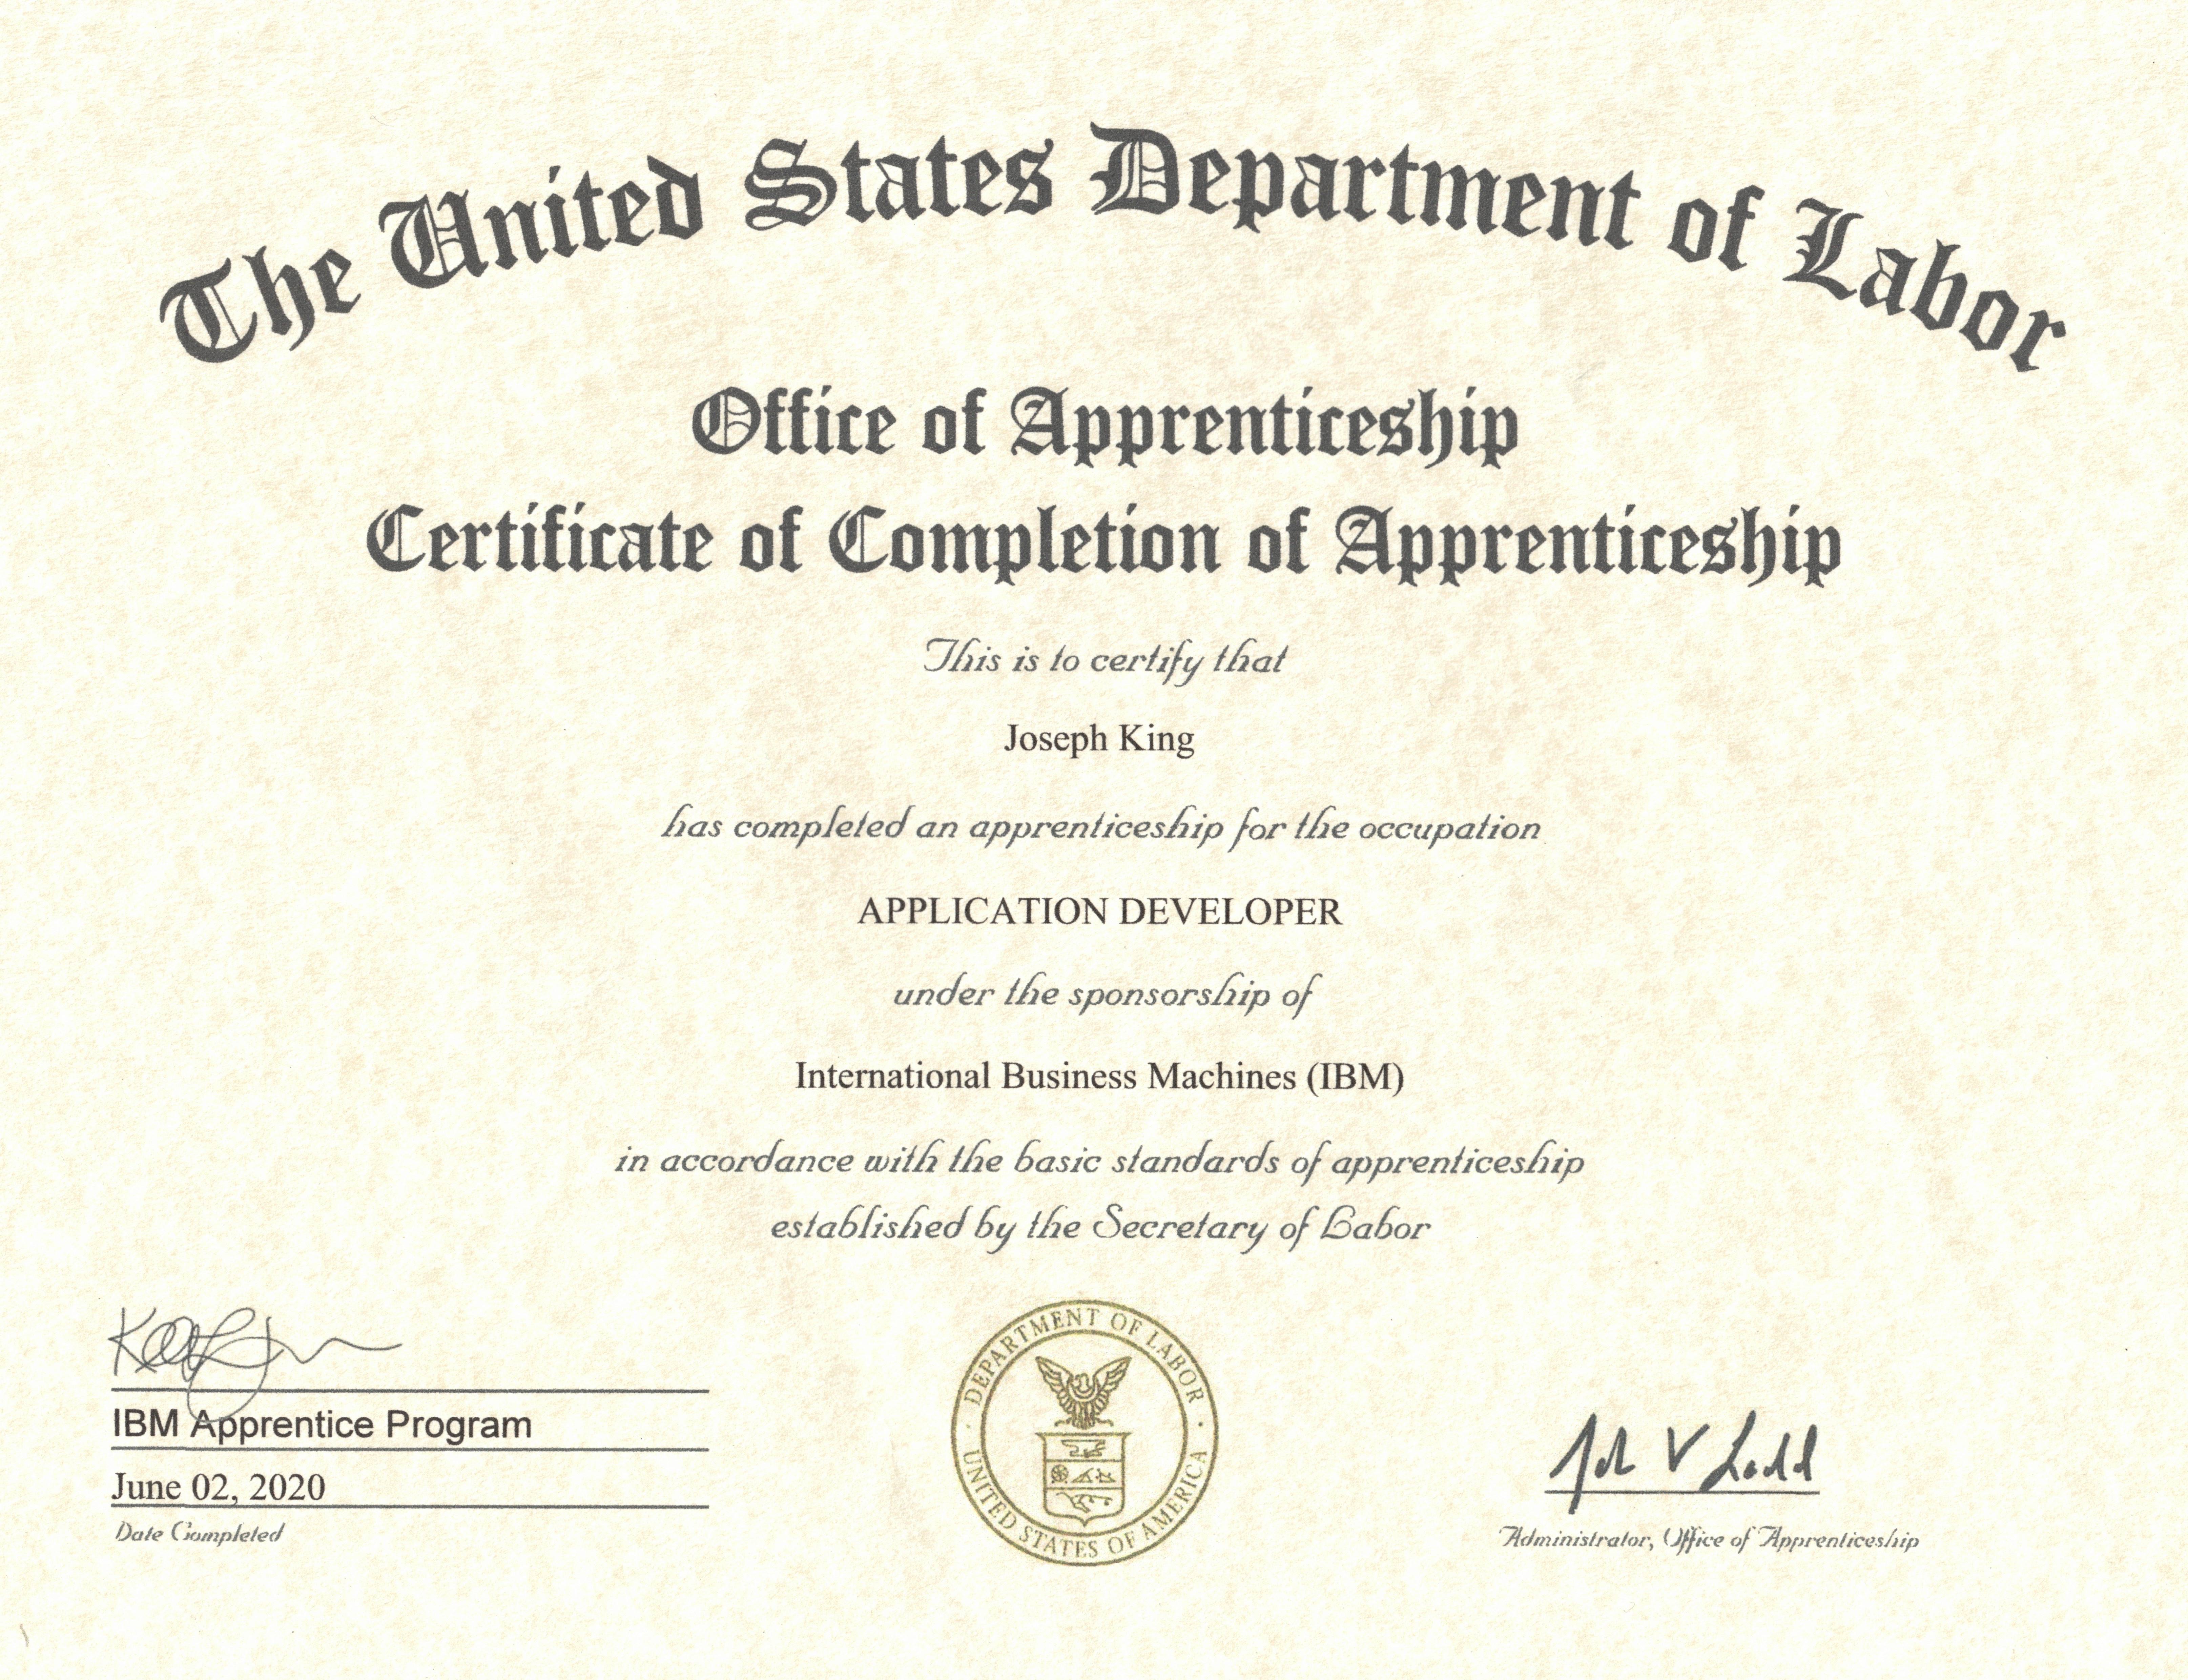 The United States Department of Labor
Office of Apprenticeship
Certificate of Completion of Apprenticeship
This is to certify that
Joseph King
has completed an apprenticeship for the occupation
APPLICATION DEVELOPER
under the sponsorship of
International Business Machines (IBM)
in accordance with the basic standards of apprenticeship
established by the Secretary of Labor
IBM Apprentice Program
June 02, 2020
Date Completed
DEPARTMENT OF LABOR
UNITED STATES OF AMERICA
John V Ladd
Administrator, Office of Apprenticeship